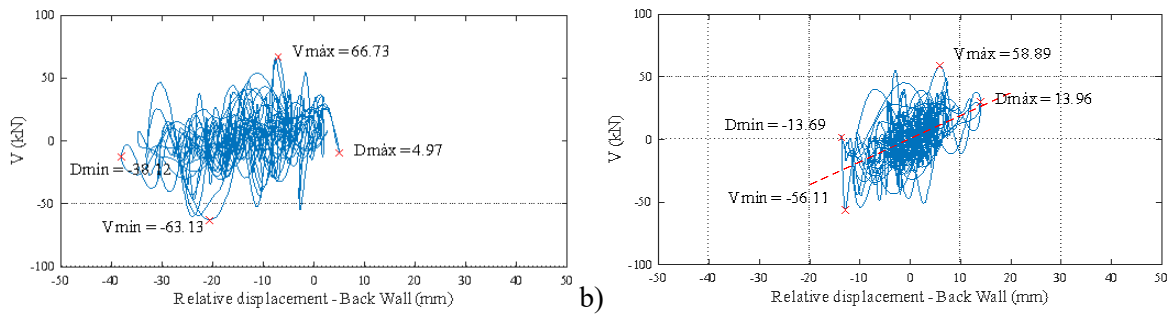 100
50
0
-50
-100
V (kN)
Vmáx = 66.73
Dmáx = 4.97
Dmin = -38.12
Vmin = -63.13
-50 -40 -30 -20 -10 0 10 20 30 40 50
Relative displacement - Back Wall (mm)
b)
100
50
0
-50
-100
V (kN)
Vmáx = 58.89
Dmáx = 13.96
Dmin = -13.69
Vmin = -56.11
-50 -40 -30 -20 -10 0 10 20 30 40 50
Relative displacement - Back Wall (mm)